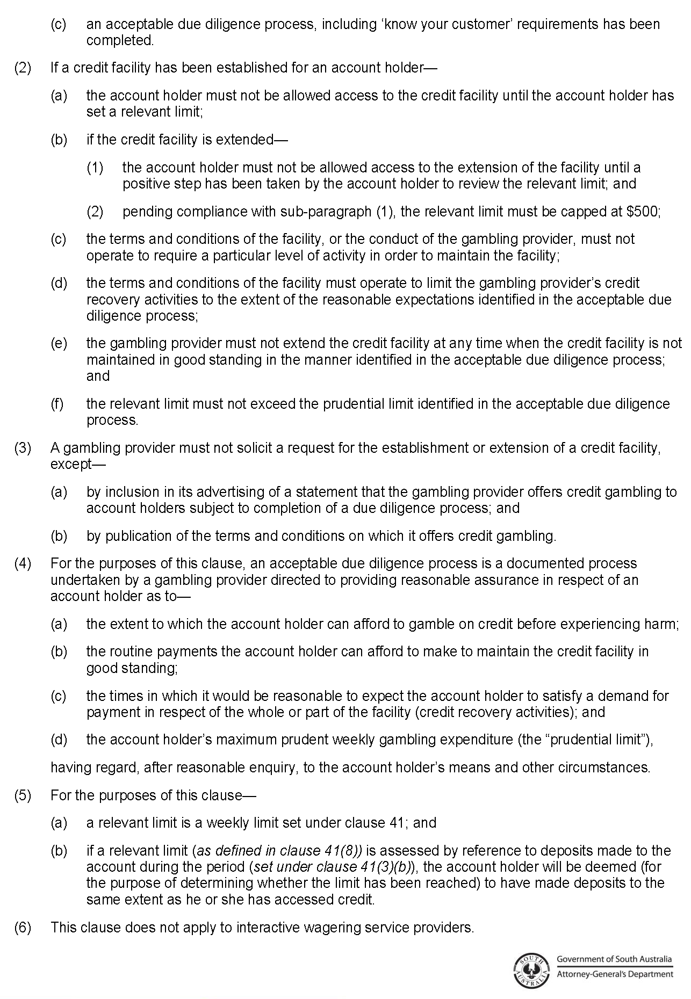 (c) an acceptable due diligence process, including ‘know your customer’ requirements has been
completed.
(2) If a credit facility has been established for an account holder—
(a) the account holder must not be allowed access to the credit facility until the account holder has
set a relevant limit;
(b) if the credit facility is extended—
(1) the account holder must not be allowed access to the extension of the facility until a
positive step has been taken by the account holder to review the relevant limit; and
(2) pending compliance with sub-paragraph (1), the relevant limit must be capped at $500;
(c) the terms and conditions of the facility, or the conduct of the gambling provider, must not
operate to require a particular level of activity in order to maintain the facility;
(d) the terms and conditions of the facility must operate to limit the gambling provider’s credit
recovery activities to the extent of the reasonable expectations identified in the acceptable due
diligence process;
(e) the gambling provider must not extend the credit facility at any time when the credit facility is not
maintained in good standing in the manner identified in the acceptable due diligence process;
and
(f) the relevant limit must not exceed the prudential limit identified in the acceptable due diligence
process.
(3) A gambling provider must not solicit a request for the establishment or extension of a credit facility,
except—
(a) by inclusion in its advertising of a statement that the gambling provider offers credit gambling to
account holders subject to completion of a due diligence process; and
(b) by publication of the terms and conditions on which it offers credit gambling.
(4) For the purposes of this clause, an acceptable due diligence process is a documented process
undertaken by a gambling provider directed to providing reasonable assurance in respect of an
account holder as to—
(a) the extent to which the account holder can afford to gamble on credit before experiencing harm;
(b) the routine payments the account holder can afford to make to maintain the credit facility in
good standing;
(c) the times in which it would be reasonable to expect the account holder to satisfy a demand for
payment in respect of the whole or part of the facility (credit recovery activities); and
(d) the account holder’s maximum prudent weekly gambling expenditure (the “prudential limit”),
having regard, after reasonable enquiry, to the account holder’s means and other circumstances.
(5) For the purposes of this clause—
(a) a relevant limit is a weekly limit set under clause 41; and
(b) if a relevant limit (as defined in clause 41(8)) is assessed by reference to deposits made to the
account during the period (set under clause 41(3)(b)), the account holder will be deemed (for
the purpose of determining whether the limit has been reached) to have made deposits to the
same extent as he or she has accessed credit.
(6) This clause does not apply to interactive wagering service providers.
SOUTH
AUSTRALIA
Government of South Australia
Attorney-General’s Department